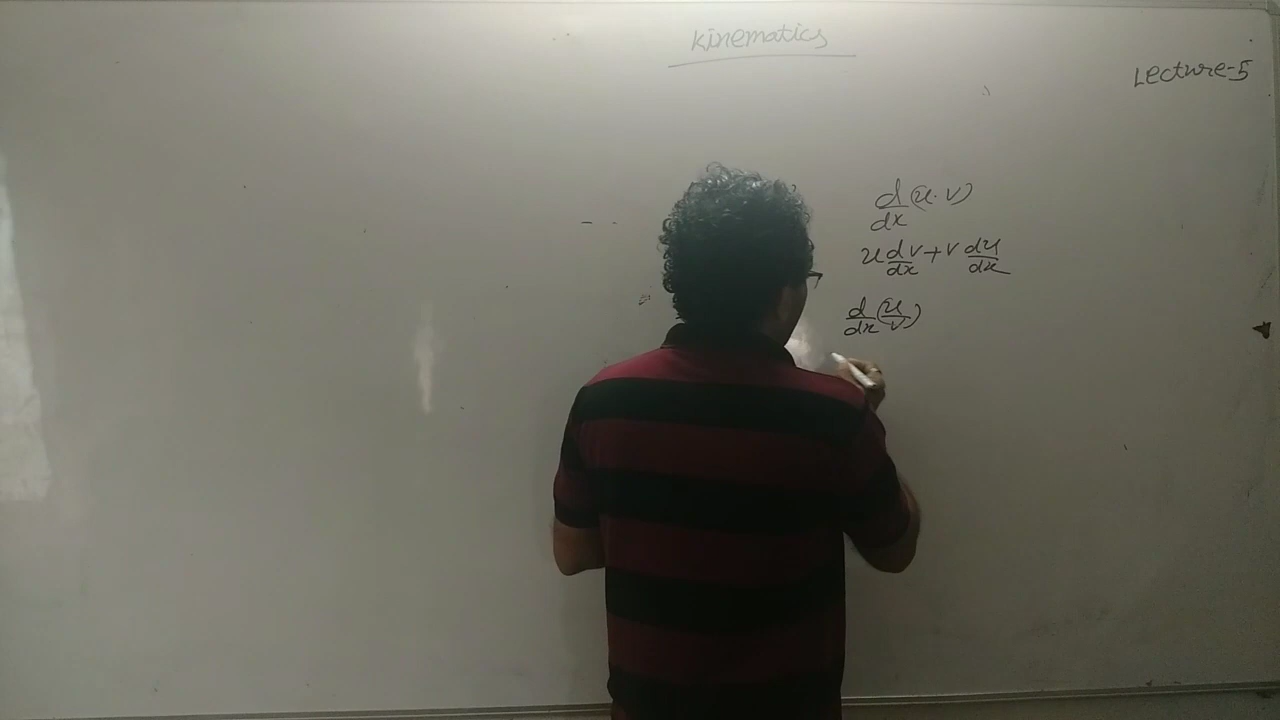 Kinematics
Lecture-5
d/dx (u.v)
u dv/dx + v du/dx
d/dx (u/v)